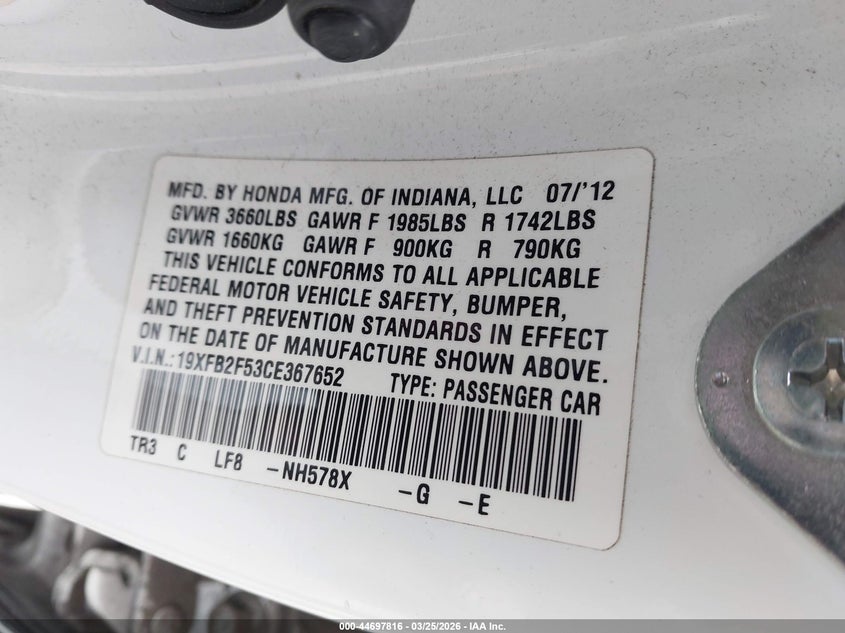 MFD. BY HONDA MFG. OF INDIANA, LLC 07/'12
GVWR 3660LBS GAWR F 1985LBS R 1742LBS
GVWR 1660KG GAWR F 900KG R 790KG
THIS VEHICLE CONFORMS TO ALL APPLICABLE
FEDERAL MOTOR VEHICLE SAFETY, BUMPER,
AND THEFT PREVENTION STANDARDS IN EFFECT
ON THE DATE OF MANUFACTURE SHOWN ABOVE.
V.I.N.: 19XFB2F53CE367652 TYPE: PASSENGER CAR
TR3 C LF8 -NH578X -G -E
000-44697816 - 03/25/2026 - IAA Inc.